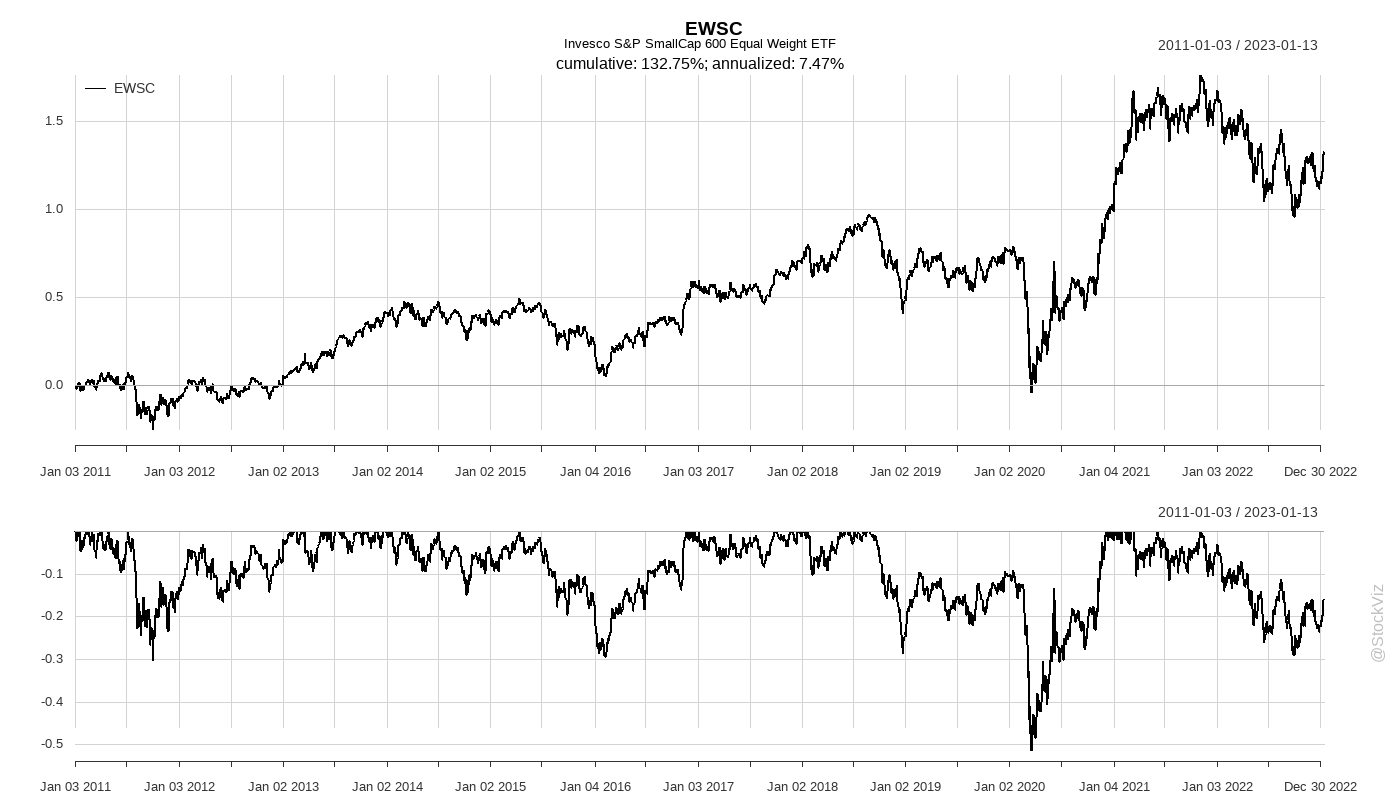 EWSC
Invesco S&P SmallCap 600 Equal Weight ETF
cumulative: 132.75%; annualized: 7.47%
2011-01-03 / 2023-01-13
EWSC
1.5
1.0
0.5
0.0
Jan 03 2011 Jan 03 2012 Jan 02 2013 Jan 02 2014 Jan 02 2015 Jan 04 2016 Jan 03 2017 Jan 02 2018 Jan 02 2019 Jan 02 2020 Jan 04 2021 Jan 03 2022 Dec 30 2022
2011-01-03 / 2023-01-13
-0.1
-0.2
-0.3
-0.4
-0.5
Jan 03 2011 Jan 03 2012 Jan 02 2013 Jan 02 2014 Jan 02 2015 Jan 04 2016 Jan 03 2017 Jan 02 2018 Jan 02 2019 Jan 02 2020 Jan 04 2021 Jan 03 2022 Dec 30 2022
@StockViz